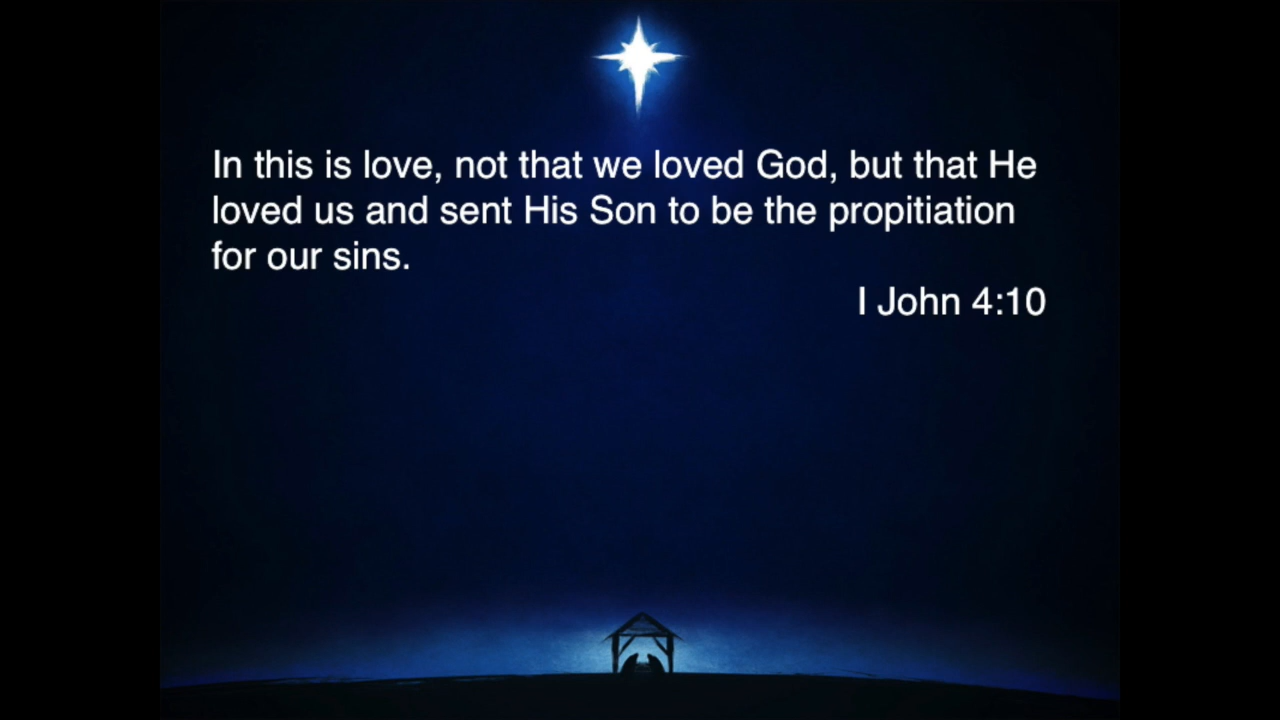 In this is love, not that we loved God, but that He
loved us and sent His Son to be the propitiation
for our sins.
I John 4:10